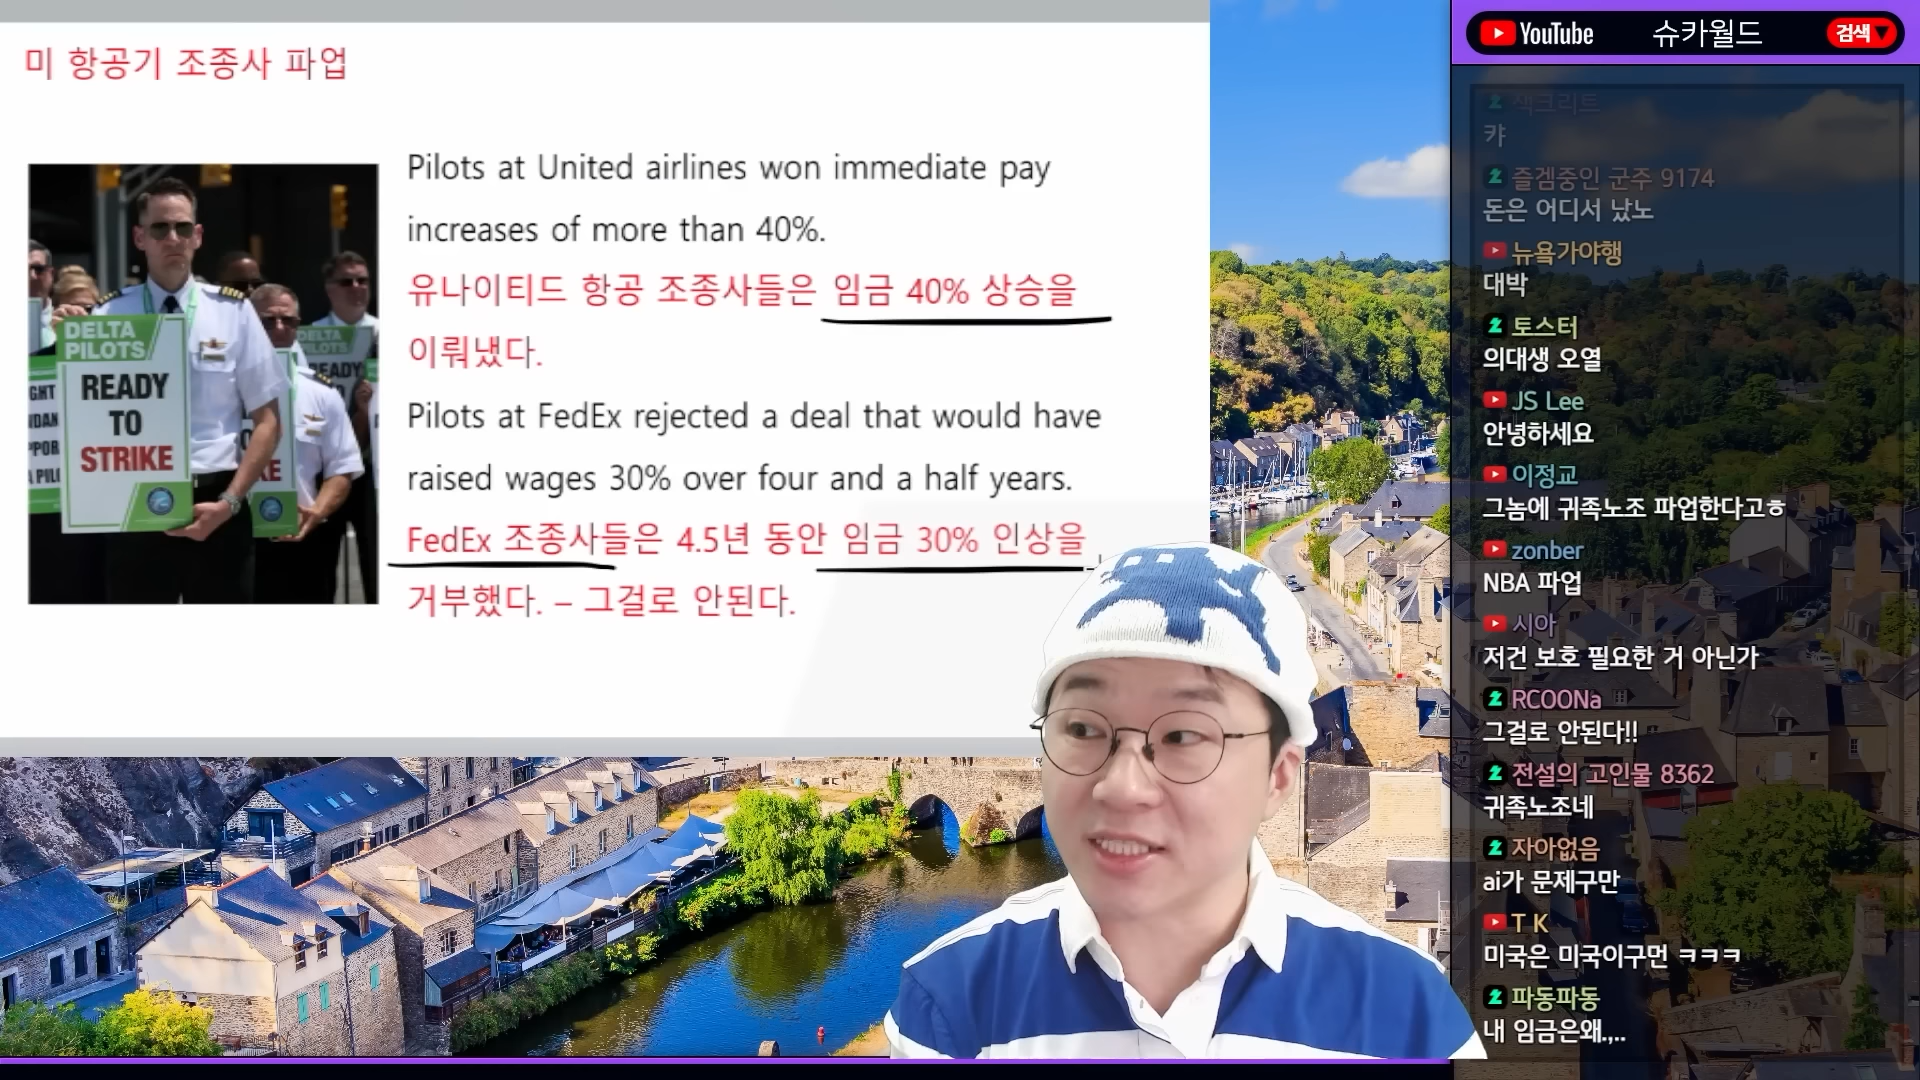 미 항공기 조종사 파업
Pilots at United airlines won immediate pay
increases of more than 40%.
유나이티드 항공 조종사들은 임금 40% 상승을
이뤄냈다.
Pilots at FedEx rejected a deal that would have
raised wages 30% over four and a half years.
FedEx 조종사들은 4.5년 동안 임금 30% 인상을
거부했다. – 그걸로 안된다.
DELTA
PILOTS
READY
TO
STRIKE
DELTA
PILOTS
READY
YouTube 슈카월드 검색
잭크리트
캬
즐겜중인 군주 9174
돈은 어디서 났노
뉴욕가야행
대박
토스터
의대생 오열
JS Lee
안녕하세요
이정교
그놈에 귀족노조 파업한다고ㅎ
zonber
NBA 파업
시아
저건 보호 필요한 거 아닌가
RCOONa
그걸로 안된다!!
전설의 고인물 8362
귀족노조네
자아없음
ai가 문제구만
T K
미국은 미국이구먼 ㅋㅋㅋ
파동파동
내 임금은왜.,..